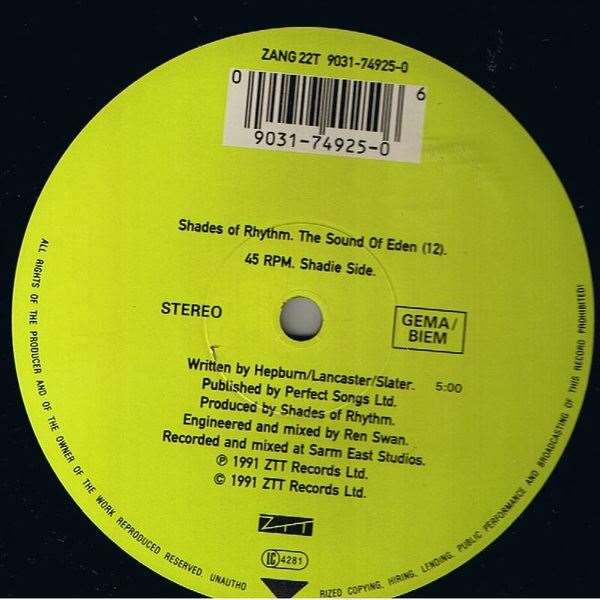 ZANG 22T 9031-74925-0
0 6
9031-74925-0
Shades of Rhythm. The Sound Of Eden (12).
45 RPM. Shadie Side.
STEREO
GEMA/
BIEM
Written by Hepburn/Lancaster/Slater. 5:00
Published by Perfect Songs Ltd.
Produced by Shades of Rhythm.
Engineered and mixed by Ren Swan.
Recorded and mixed at Sarm East Studios.
℗ 1991 ZTT Records Ltd.
© 1991 ZTT Records Ltd.
ZTT
LC 4281
ALL RIGHTS OF THE PRODUCER AND OF THE OWNER OF THE WORK REPRODUCED RESERVED. UNAUTHO
RIZED COPYING, HIRING, LENDING, PUBLIC PERFORMANCE AND BROADCASTING OF THIS RECORD PROHIBITED!